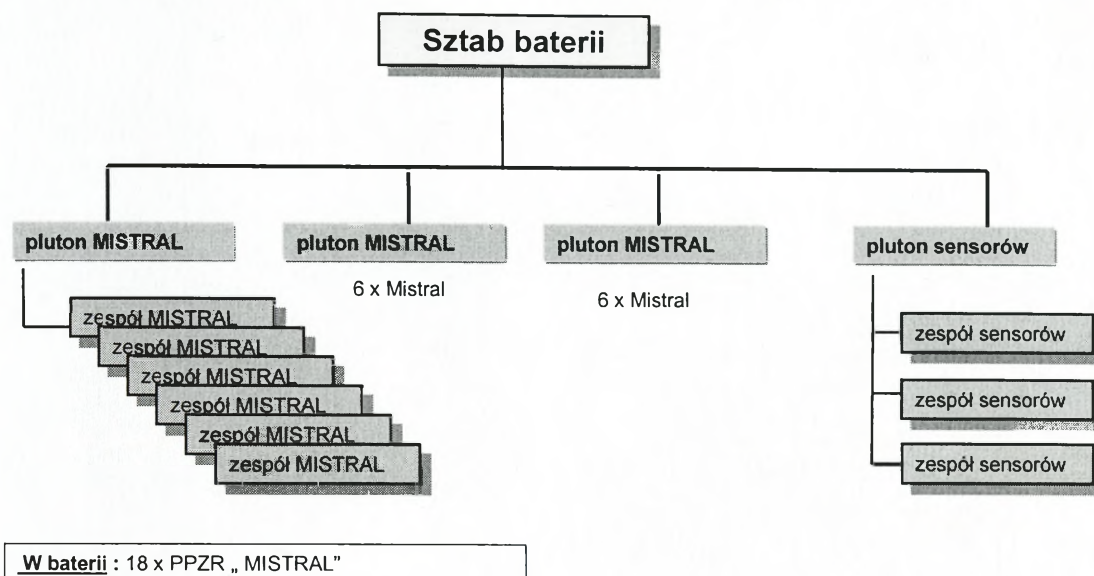 Sztab baterii
pluton MISTRAL
pluton MISTRAL
pluton MISTRAL
pluton sensorów
6 x Mistral
6 x Mistral
zespół MISTRAL
zespół MISTRAL
zespół MISTRAL
zespół MISTRAL
zespół MISTRAL
zespół MISTRAL
zespół sensorów
zespół sensorów
zespół sensorów
W baterii : 18 x PPZR „ MISTRAL”